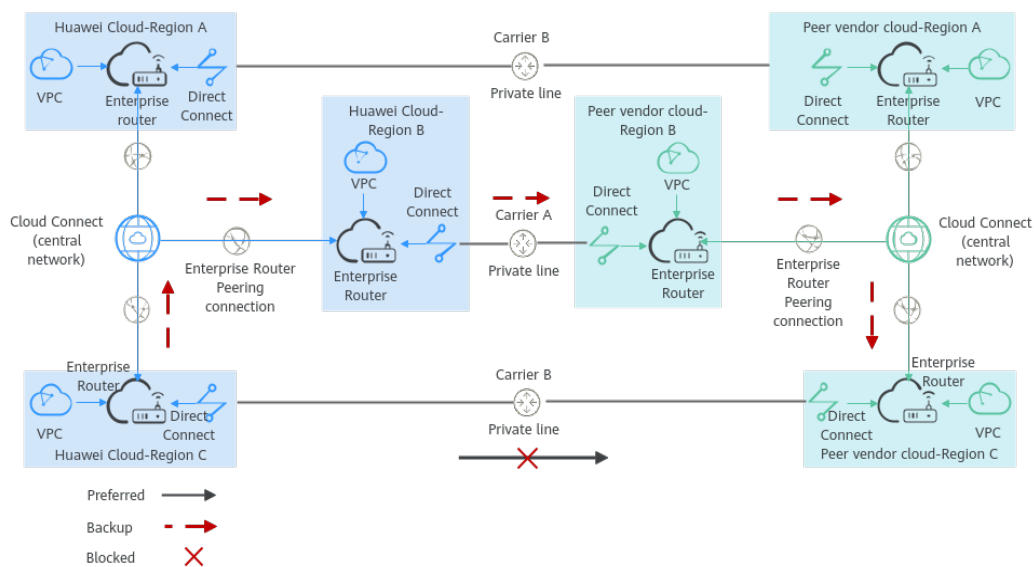 Huawei Cloud-Region A
VPC
Enterprise
router
Direct
Connect
Carrier B
Private line
Peer vendor cloud-Region A
Direct
Connect
Enterprise
Router
VPC
Huawei Cloud-
Region B
VPC
Direct
Connect
Enterprise
Router
Peer vendor cloud-
Region B
VPC
Direct
Connect
Enterprise
Router
Carrier A
Private line
Cloud Connect
(central
network)
Enterprise Router
Peering
connection
Enterprise
Router
Peering
connection
Cloud Connect
(central
network)
Enterprise
Router
VPC
Direct
Connect
Huawei Cloud-Region C
Carrier B
Private line
Enterprise
Router
Direct
Connect
VPC
Peer vendor cloud-Region C
Preferred
Backup
Blocked